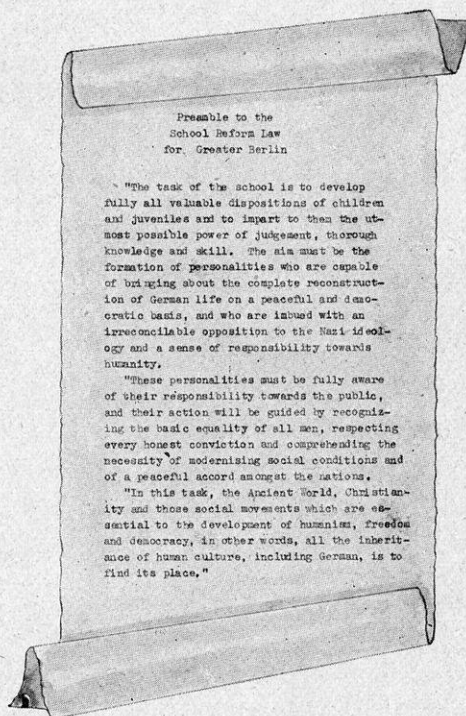 Preamble to the
School Reform Law
for Greater Berlin
"The task of the school is to develop
fully all valuable dispositions of children
and juveniles and to impart to them the ut-
most possible power of judgement, thorough
knowledge and skill. The aim must be the
formation of personalities who are capable
of bringing about the complete reconstruct-
ion of German life on a peaceful and demo-
cratic basis, and who are imbued with an
irreconcilable opposition to the Nazi ideol-
ogy and a sense of responsibility towards
humanity.
"These personalities must be fully aware
of their responsibility towards the public,
and their action will be guided by recogniz-
ing the basic equality of all men, respecting
every honest conviction and comprehending the
necessity of modernising social conditions and
of a peaceful accord amongst the nations.
"In this task, the Ancient World, Christian-
ity and those social movements which are es-
sential to the development of humanism, freedom
and democracy, in other words, all the inherit-
ance of human culture, including German, is to
find its place."